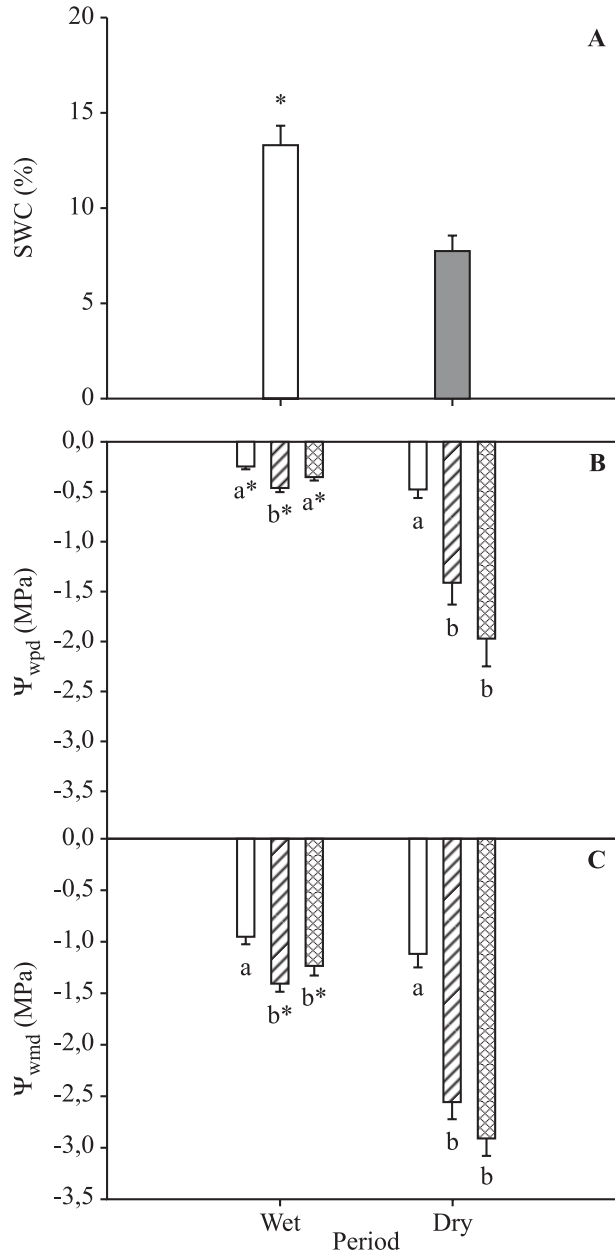 20
A
*
15
SWC (%)
10
5
0
0,0
B
-0,5
a*
b*
a*
a
-1,0
Ψwpd (MPa)
-1,5
b
-2,0
b
-2,5
-3,0
-3,5
0,0
C
-0,5
-1,0
a
a
Ψwmd (MPa)
-1,5
b*
b*
-2,0
-2,5
b
-3,0
b
-3,5
Wet
Dry
Period